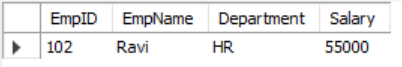 EmpID EmpName Department Salary
102 Ravi HR 55000